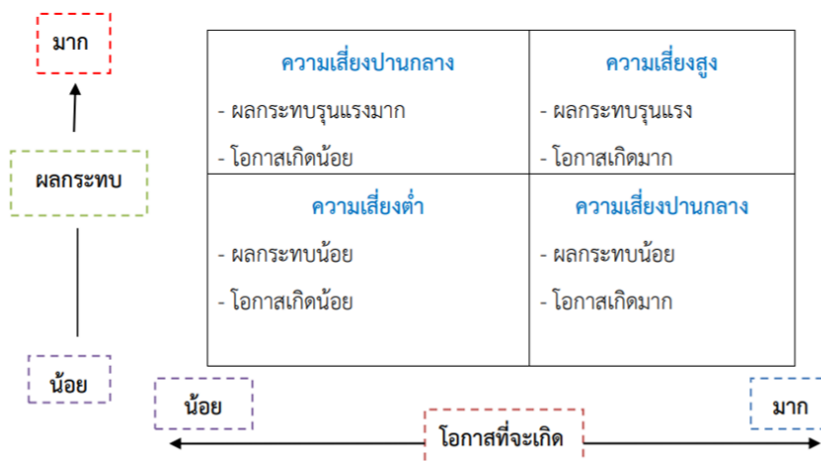 มาก
ผลกระทบ
น้อย
ความเสี่ยงปานกลาง
- ผลกระทบรุนแรงมาก
- โอกาสเกิดน้อย
ความเสี่ยงสูง
- ผลกระทบรุนแรง
- โอกาสเกิดมาก
ความเสี่ยงต่ำ
- ผลกระทบน้อย
- โอกาสเกิดน้อย
ความเสี่ยงปานกลาง
- ผลกระทบน้อย
- โอกาสเกิดมาก
น้อย
โอกาสที่จะเกิด
มาก